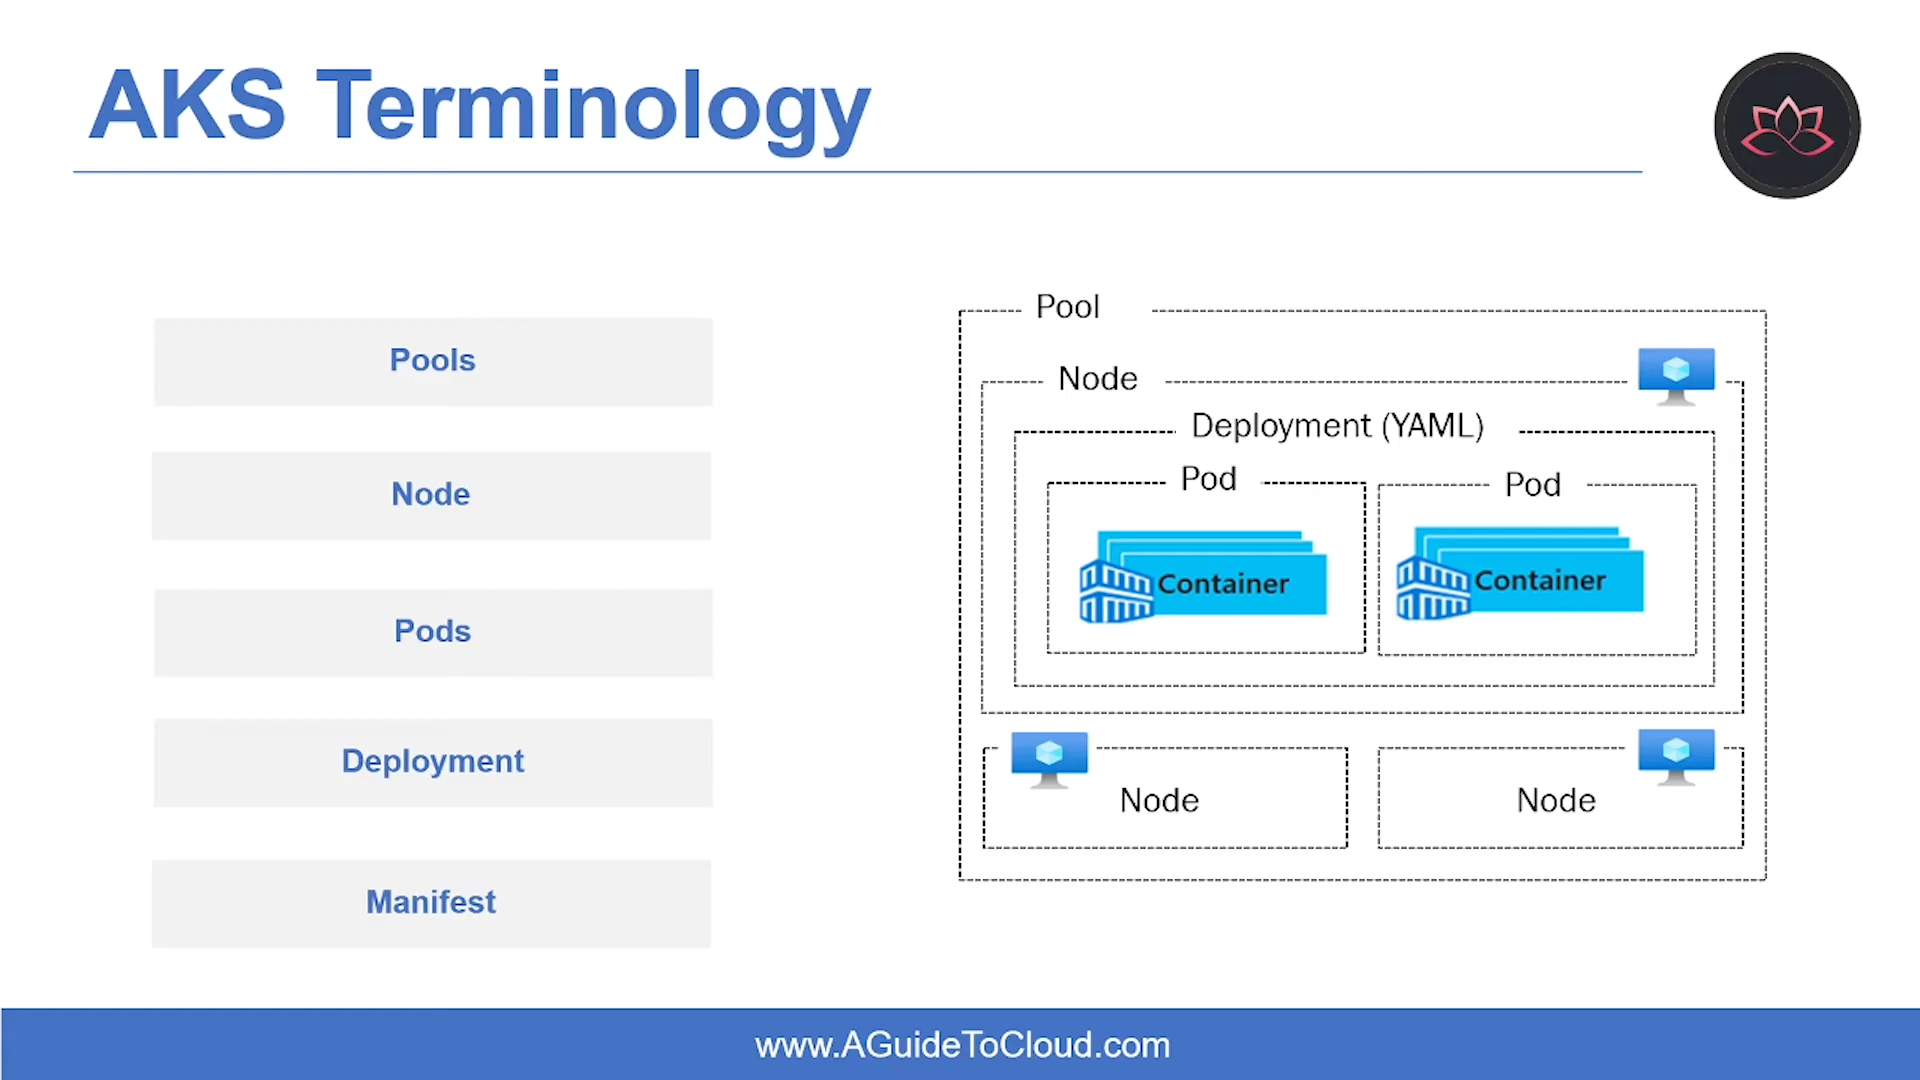 AKS Terminology
Pools
Node
Pods
Deployment
Manifest
Pool
Node
Deployment (YAML)
Pod
Pod
Container
Container
Node
Node
www.AGuideToCloud.com